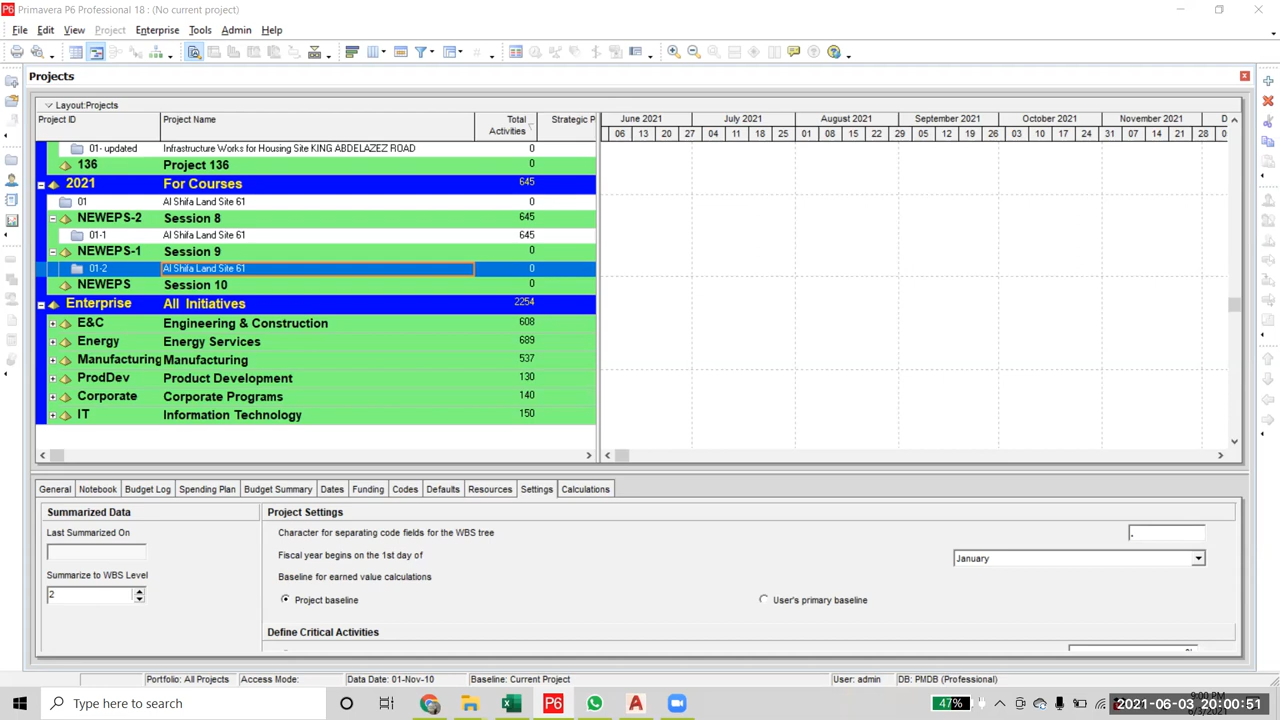 Primavera P6 Professional 18 : (No current project)
File Edit View Project Enterprise Tools Admin Help
Projects
Layout:Projects
Project ID Project Name Total Activities Strategic P
June 2021 July 2021 August 2021 September 2021 October 2021 November 2021 D
06 13 20 27 04 11 18 25 01 08 15 22 29 05 12 19 26 03 10 17 24 31 07 14 21 28
01- updated Infrastructure Works for Housing Site KING ABDELAZEZ ROAD 0
136 Project 136 0
2021 For Courses 645
01 Al Shifa Land Site 61 0
NEWEPS-2 Session 8 645
01-1 Al Shifa Land Site 61 645
NEWEPS-1 Session 9 0
01-2 Al Shifa Land Site 61 0
NEWEPS Session 10 0
Enterprise All Initiatives 2254
E&C Engineering & Construction 608
Energy Energy Services 689
Manufacturing Manufacturing 537
ProdDev Product Development 130
Corporate Corporate Programs 140
IT Information Technology 150
General Notebook Budget Log Spending Plan Budget Summary Dates Funding Codes Defaults Resources Settings Calculations
Summarized Data
Last Summarized On
Summarize to WBS Level
2
Project Settings
Character for separating code fields for the WBS tree .
Fiscal year begins on the 1st day of January
Baseline for earned value calculations
Project baseline User's primary baseline
Define Critical Activities
Portfolio: All Projects Access Mode: Data Date: 01-Nov-10 Baseline: Current Project User: admin DB: PMDB (Professional)
Type here to search
47%
9:00 PM
6/3/2021
2021-06-03 20:00:51